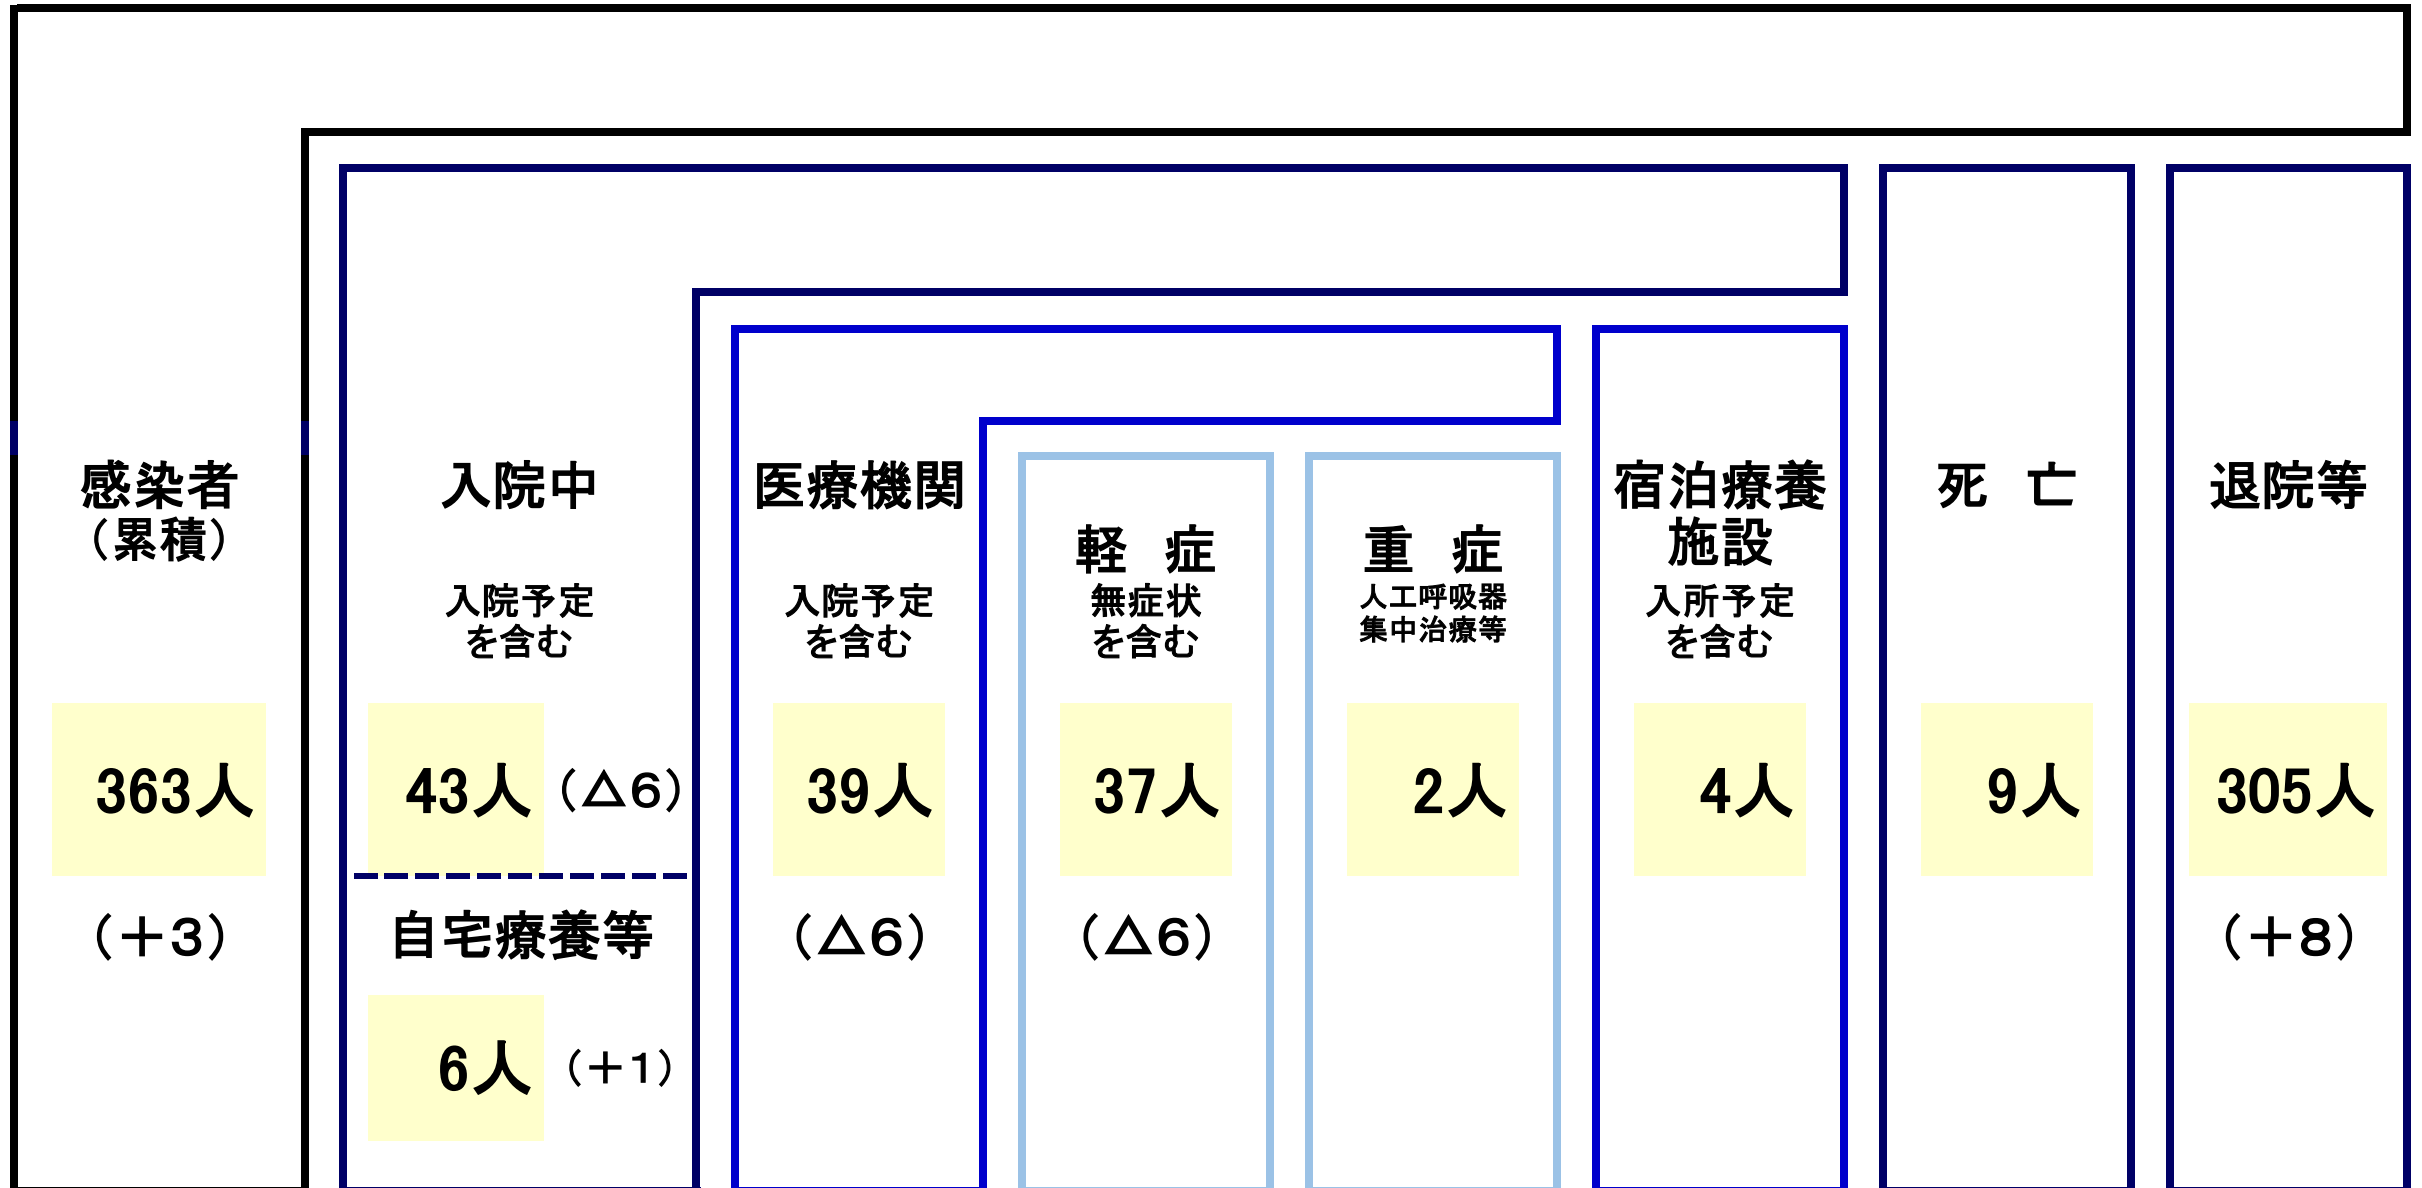 感染者
（累積）
363人
（＋3）
入院中
入院予定
を含む
43人（△6）
自宅療養等
6人（＋1）
医療機関
入院予定
を含む
39人
（△6）
軽　症
無症状
を含む
37人
（△6）
重　症
人工呼吸器
集中治療等
2人
宿泊療養
施設
入所予定
を含む
4人
死　亡
9人
退院等
305人
（＋8）